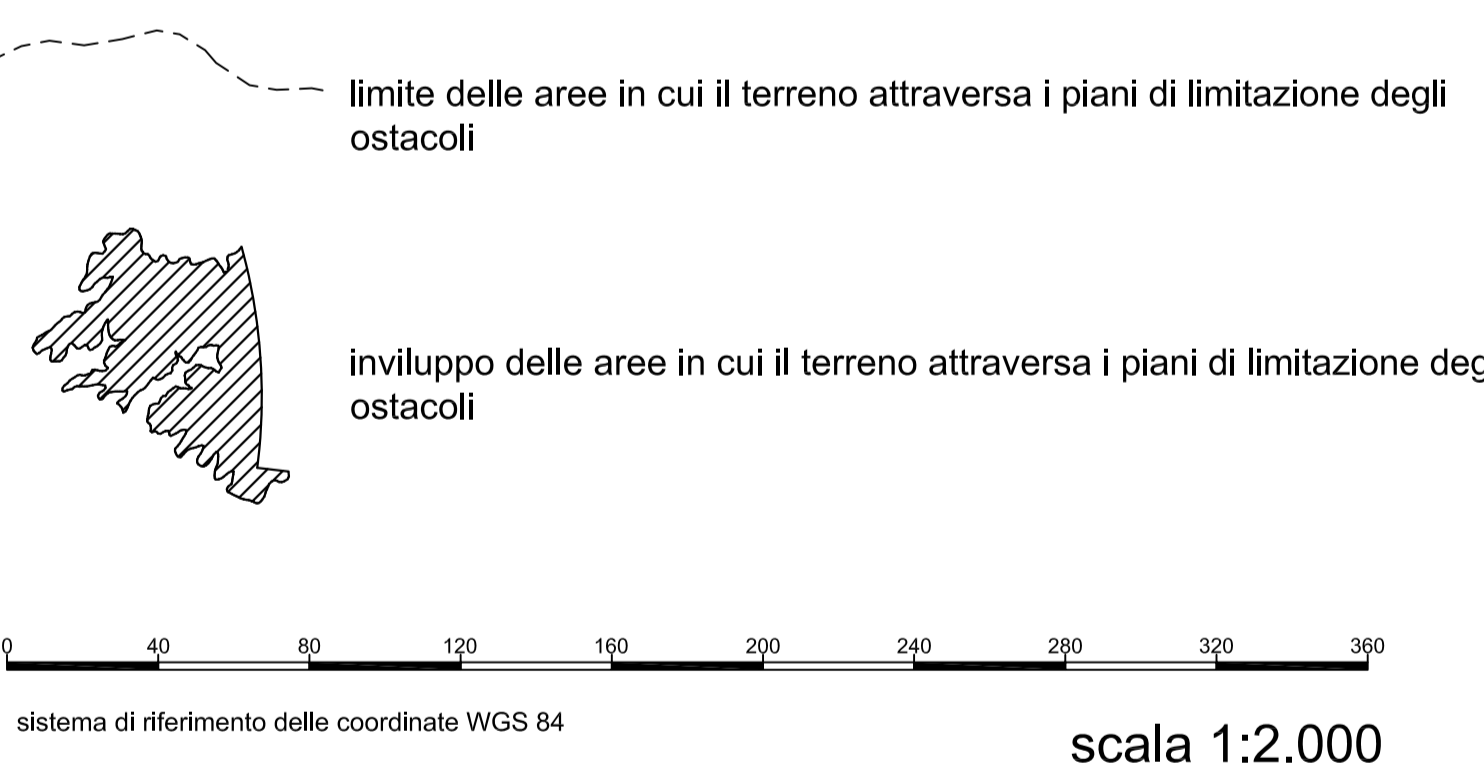 limite delle aree in cui il terreno attraversa i piani di limitazione degli
ostacoli
inviluppo delle aree in cui il terreno attraversa i piani di limitazione deg
ostacoli
0 40 80 120 160 200 240 280 320 360
sistema di riferimento delle coordinate WGS 84
scala 1:2.000